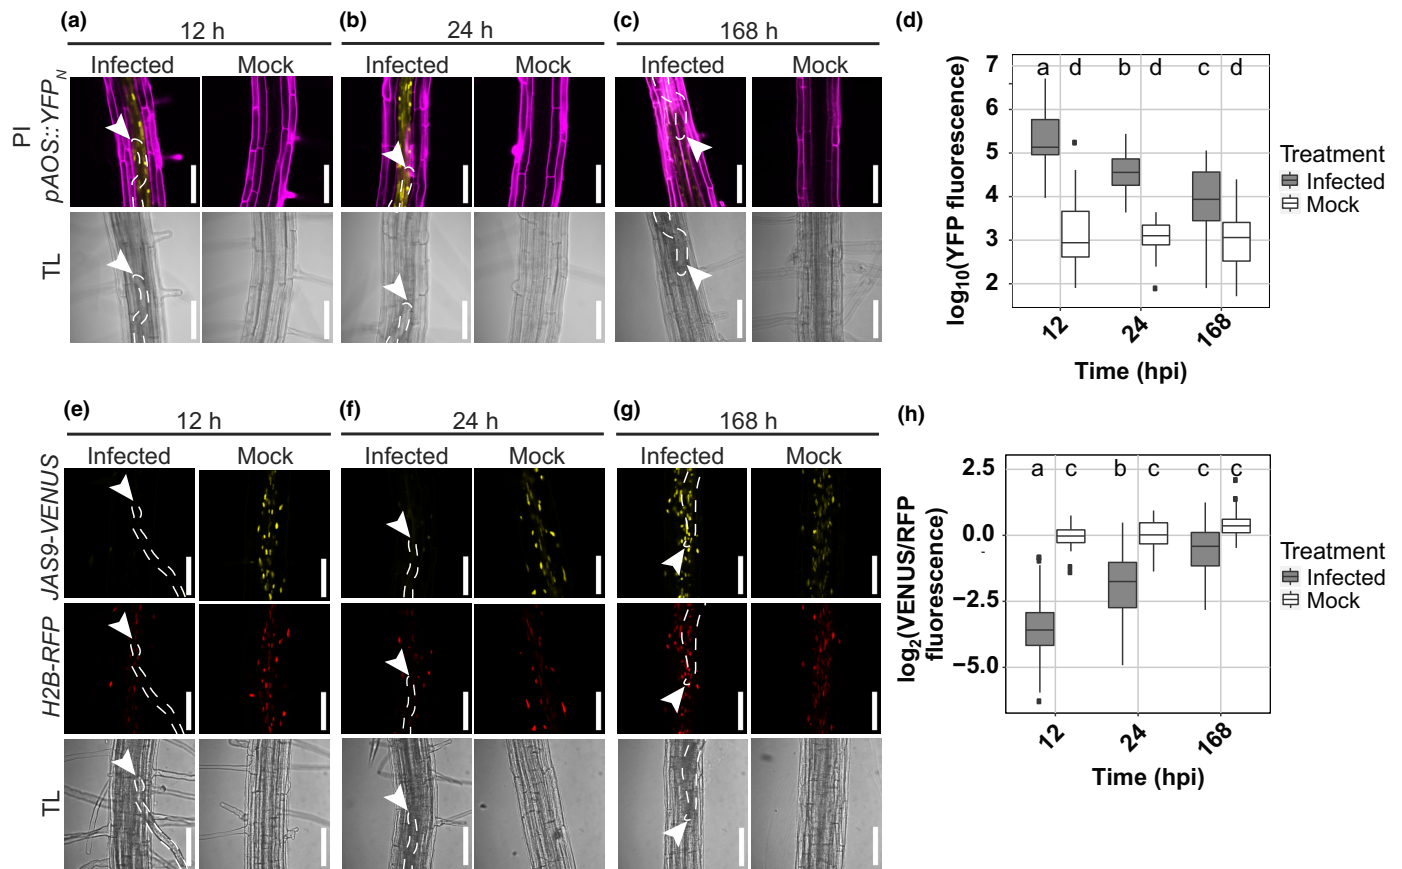 (a) (b) (c) (d)
12 h 24 h 168 h
Infected Mock Infected Mock Infected Mock
PI
pAOS::YFP_N
TL
log10(YFP fluorescence)
7
6
5
4
3
2
a d b d c d
12 24 168
Time (hpi)
Treatment
Infected
Mock
(e) (f) (g) (h)
12 h 24 h 168 h
Infected Mock Infected Mock Infected Mock
JAS9-VENUS
H2B-RFP
TL
log2(VENUS/RFP
fluorescence)
2.5
0.0
−2.5
−5.0
a c b c c c
12 24 168
Time (hpi)
Treatment
Infected
Mock